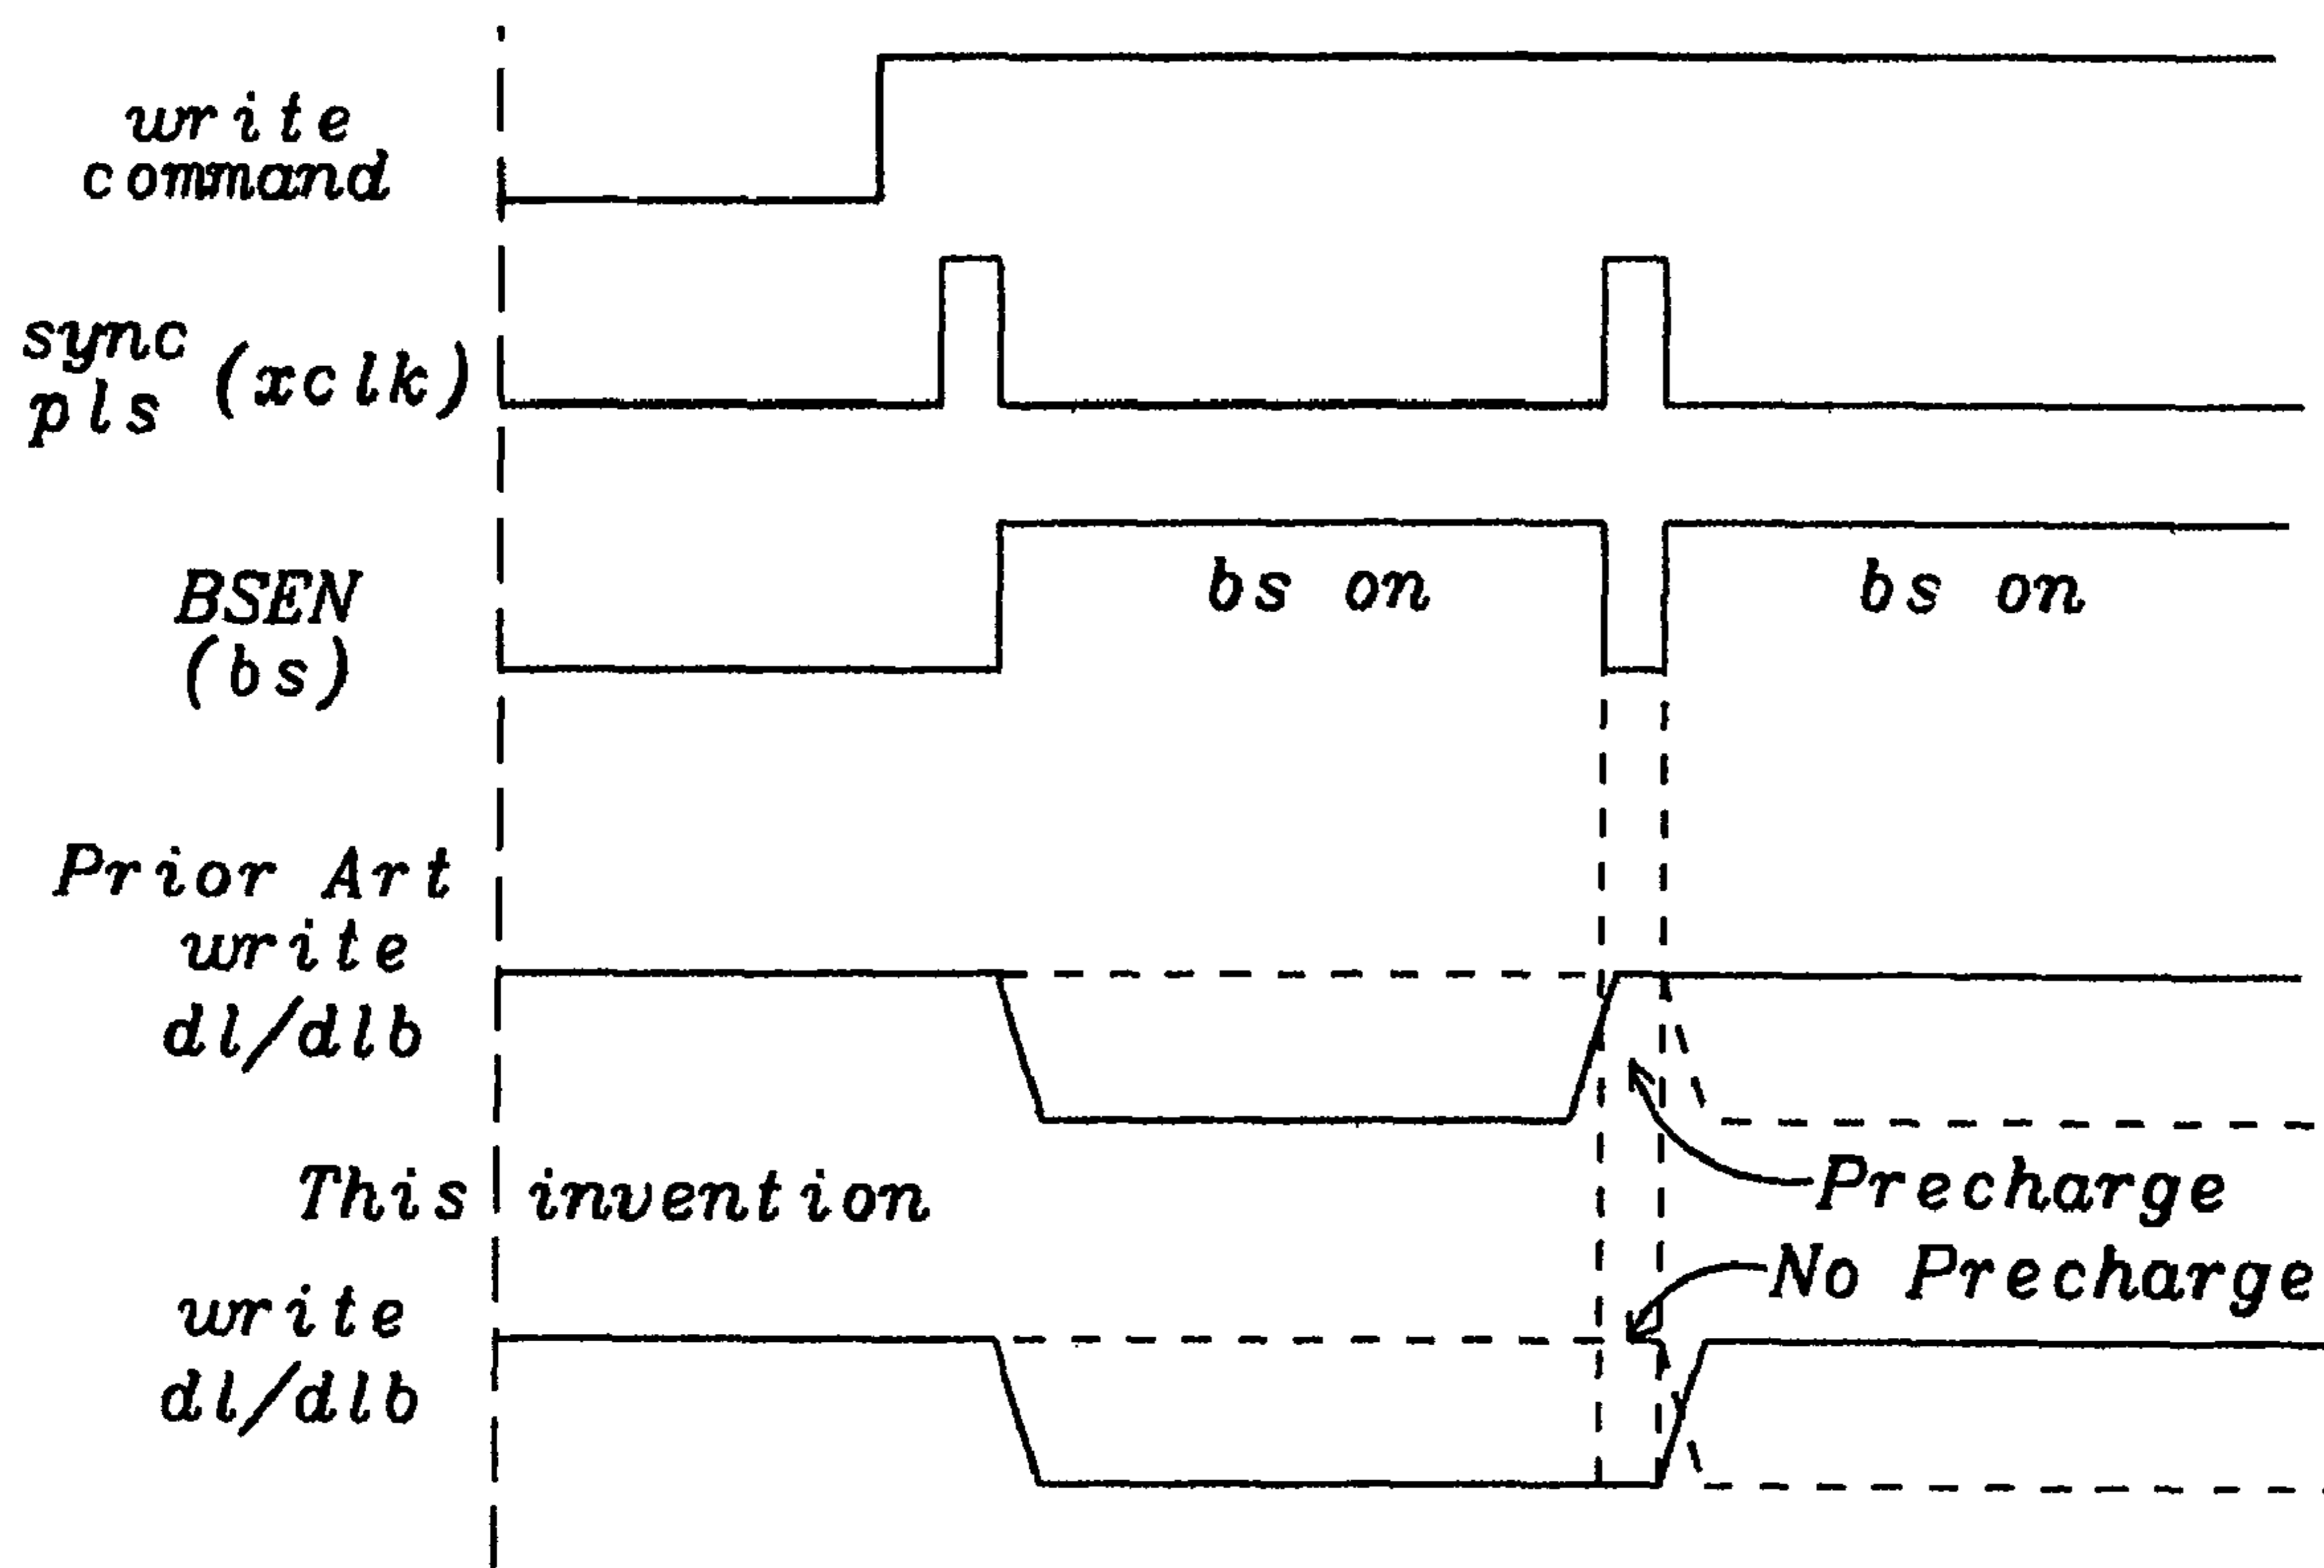 write
command
sync
pls (xclk)
BSEN
(bs)
bs on
bs on
Prior Art
write
dl/dlb
Precharge
This invention
No Precharge
write
dl/dlb